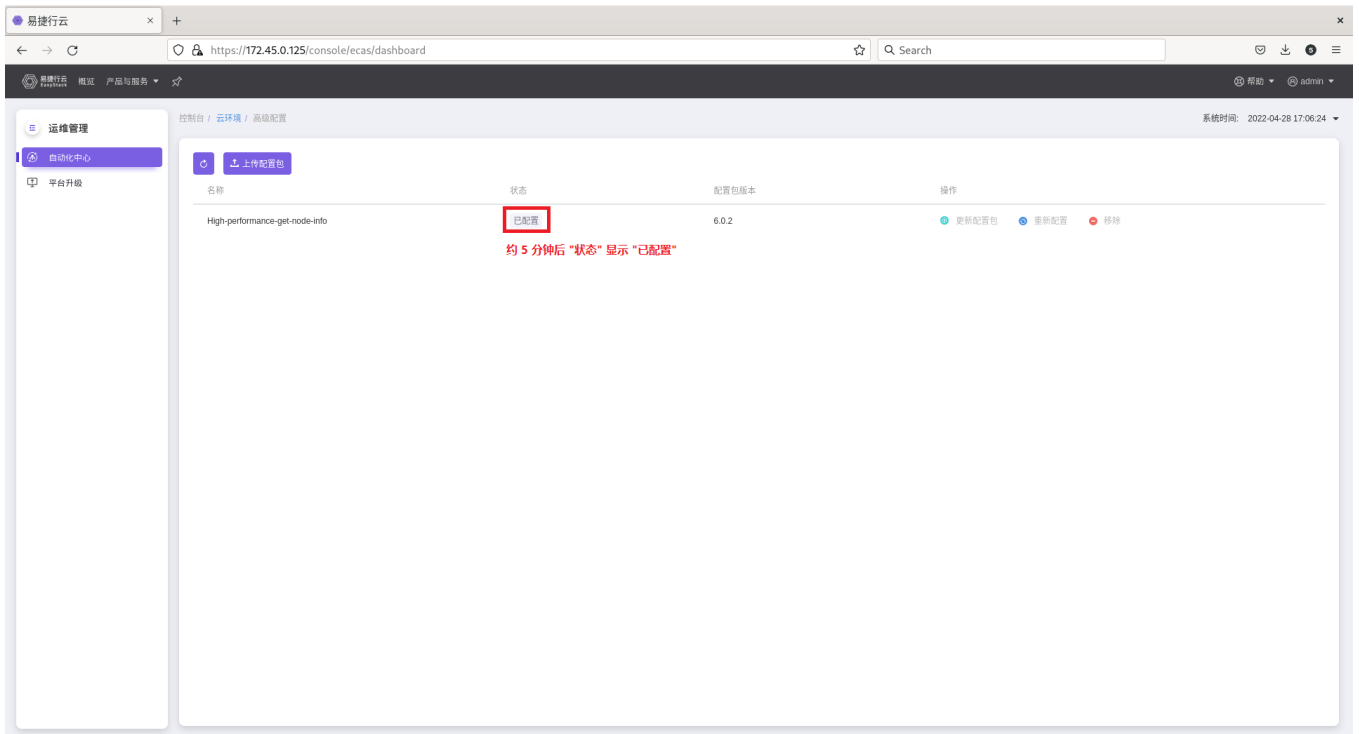 易捷行云
https://172.45.0.125/console/ecas/dashboard
Search
易捷行云 EasyStack 概览 产品与服务 帮助 admin
运维管理
自动化中心
平台升级
控制台 / 云环境 / 高级配置
系统时间: 2022-04-28 17:06:24
上传配置包
名称 状态 配置包版本 操作
High-performance-get-node-info 已配置 6.0.2 更新配置包 重新配置 移除
约 5 分钟后 "状态" 显示 "已配置"